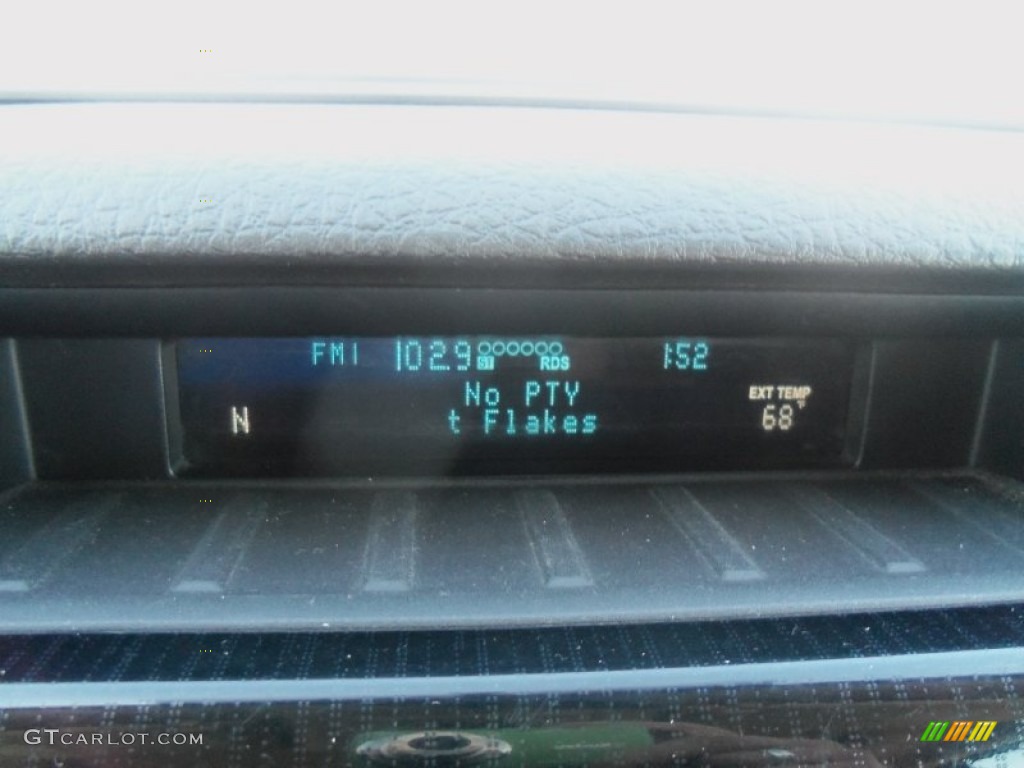 FM1 102.9 ST RDS 1:52
No PTY
N t Flakes EXT TEMP 68°F
GTCARLOT.COM